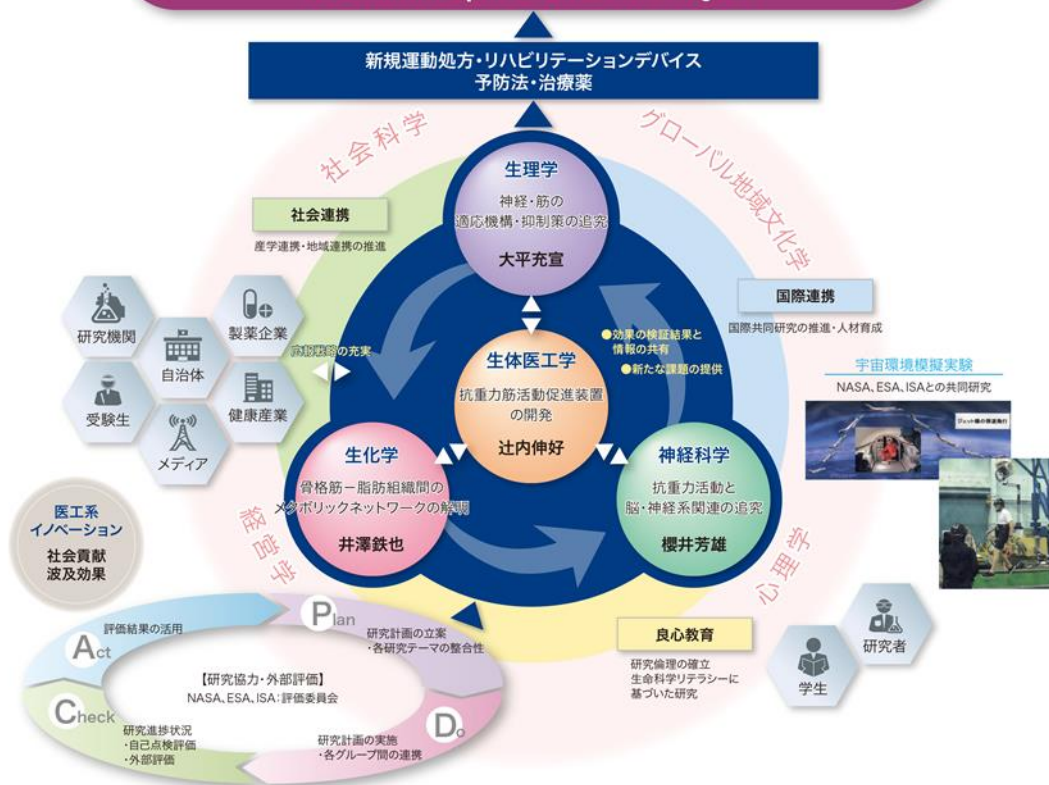 新規運動処方・リハビリテーションデバイス
予防法・治療薬
社会科学
グローバル地域文化学
生理学
神経・筋の
適応機構・抑制策の追究
大平充宣
社会連携
産学連携・地域連携の推進
国際連携
国際共同研究の推進・人材育成
研究機関
製薬企業
自治体
受験生
健康産業
メディア
広報戦略の充実
●効果の検証結果と
情報の共有
●新たな課題の提供
生体医工学
抗重力筋活動促進装置
の開発
辻内伸好
宇宙環境模擬実験
NASA、ESA、ISAとの共同研究
ジェット機の弾道飛行
生化学
骨格筋－脂肪組織間の
メタボリックネットワークの解明
井澤鉄也
神経科学
抗重力活動と
脳・神経系関連の追究
櫻井芳雄
経営学
心理学
医工系
イノベーション
社会貢献
波及効果
良心教育
研究倫理の確立
生命科学リテラシーに
基づいた研究
学生
研究者
Act
評価結果の活用
Plan
研究計画の立案
・各研究テーマの整合性
【研究協力・外部評価】
NASA、ESA、ISA：評価委員会
Check
研究進捗状況
・自己点検評価
・外部評価
Do
研究計画の実施
・各グループ間の連携